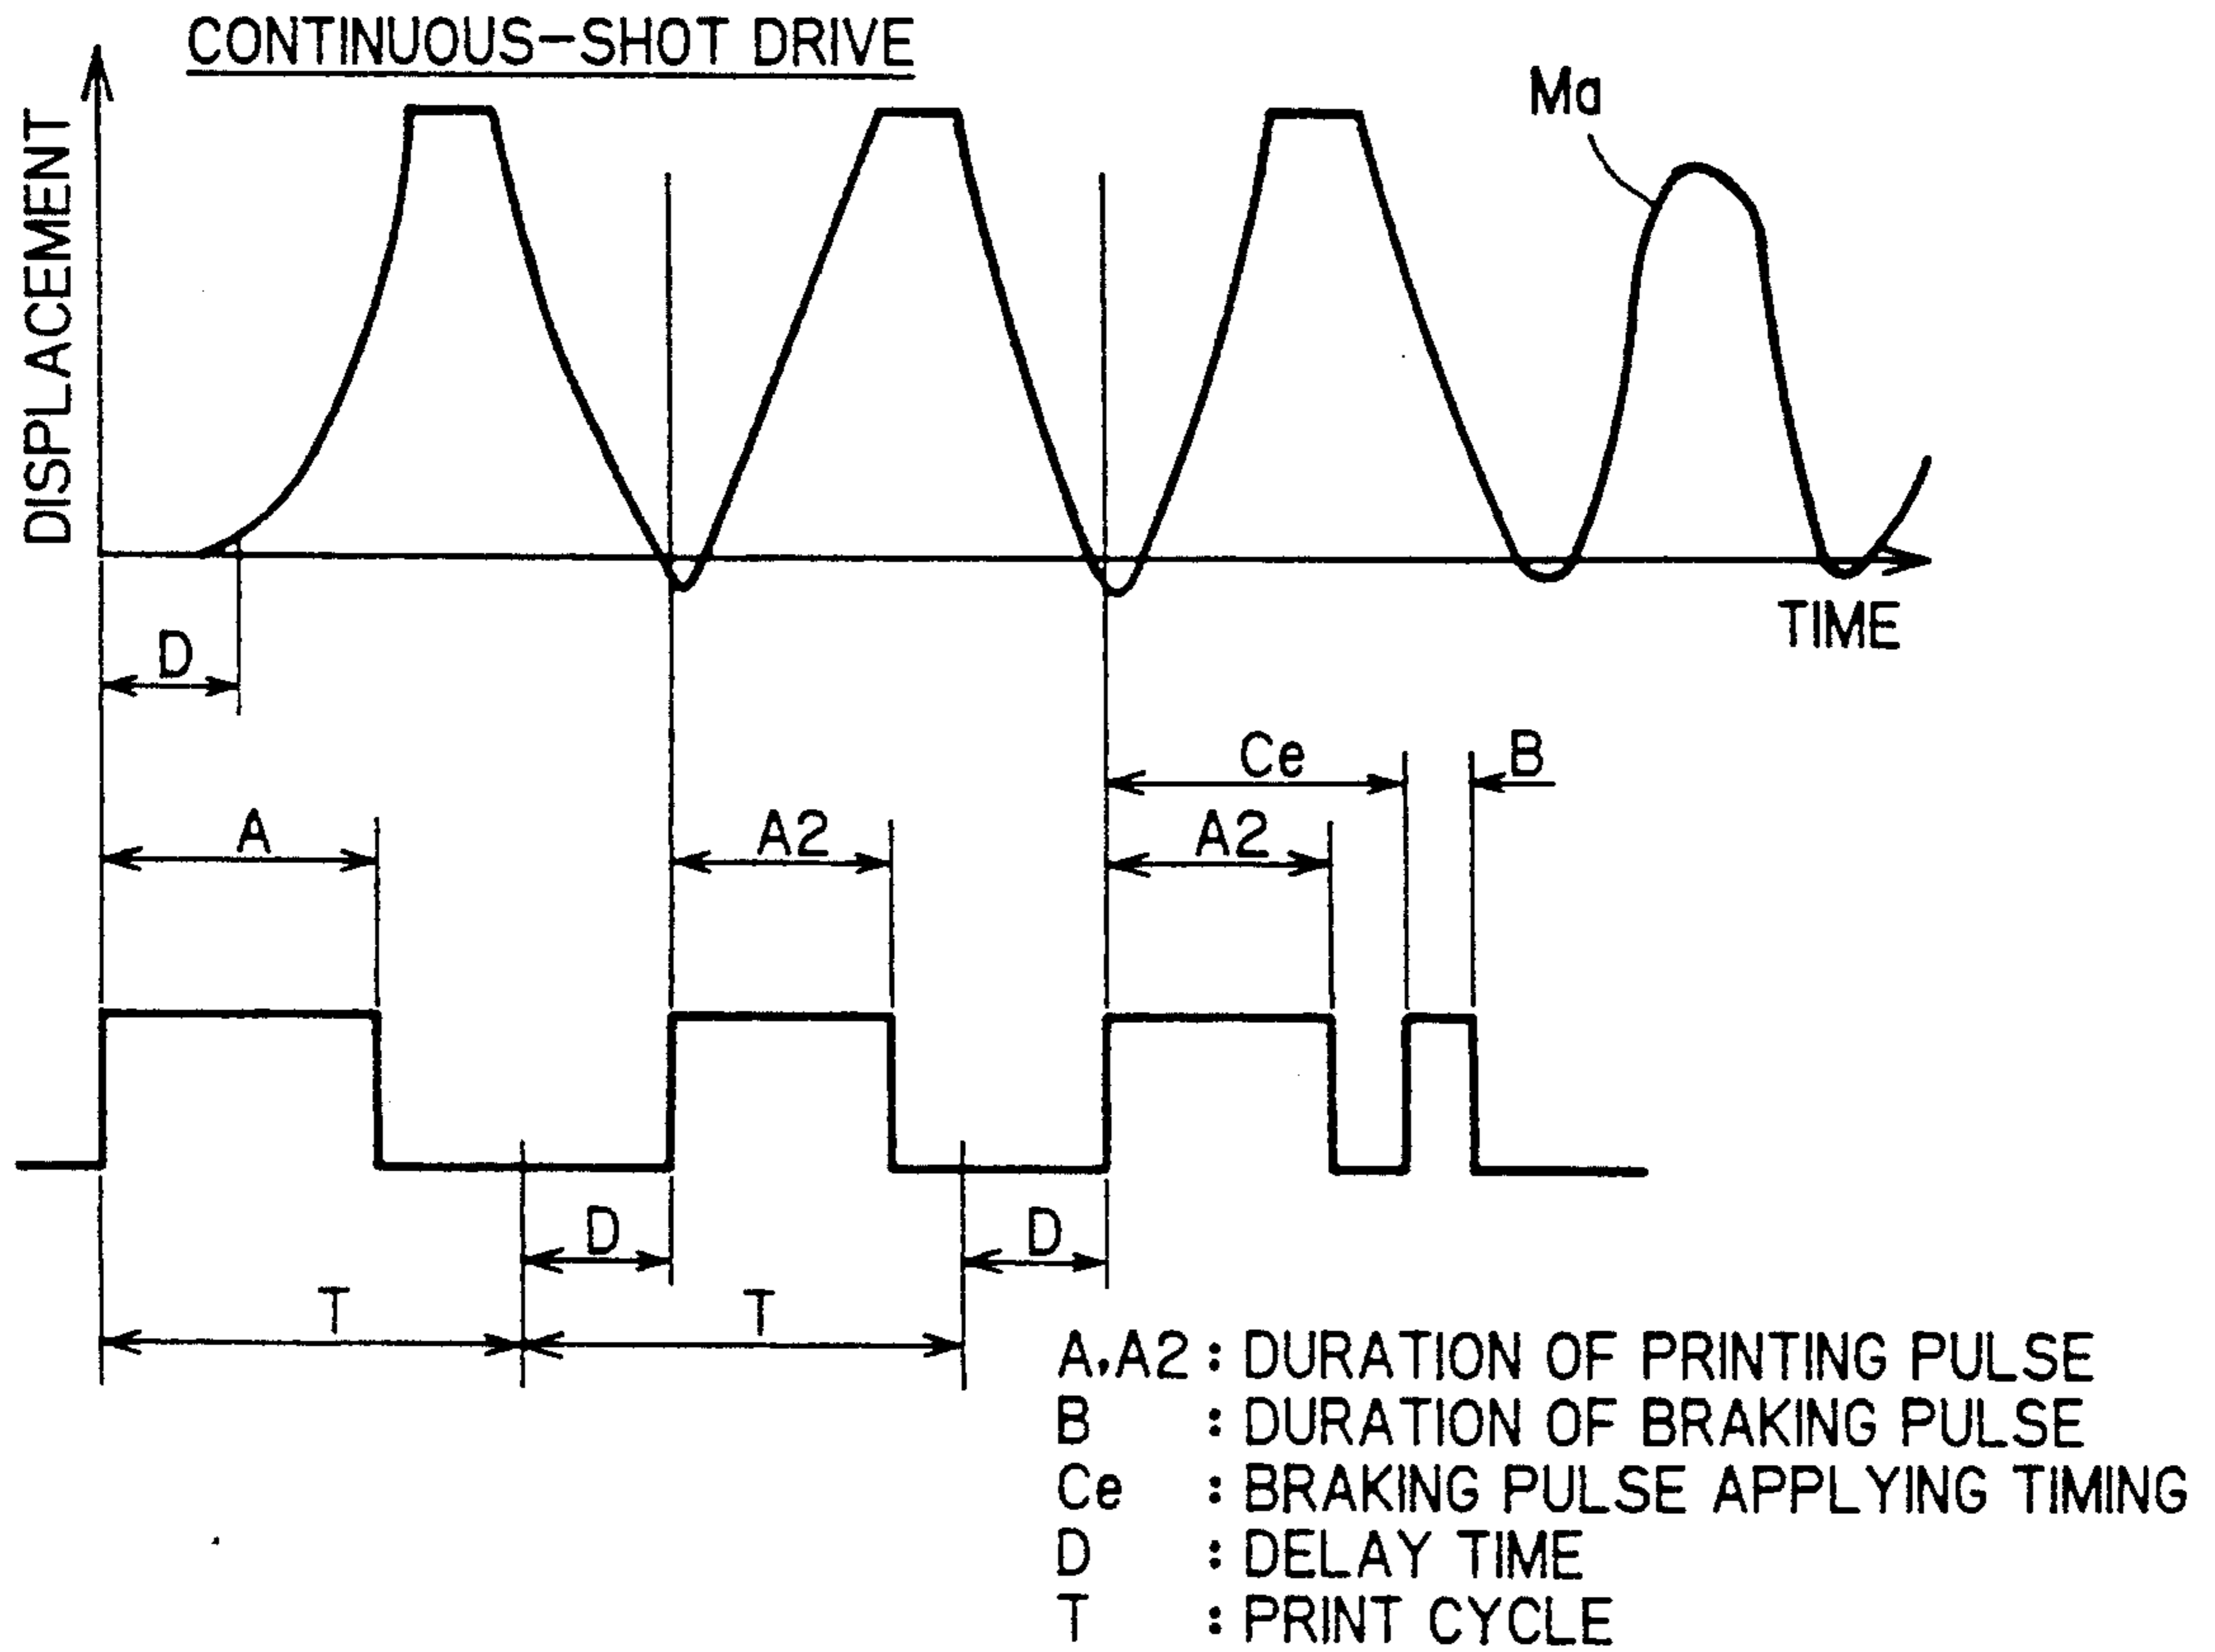 CONTINUOUS-SHOT DRIVE
Ma
DISPLACEMENT
TIME
D
Ce
B
A
A2
A2
D
D
T
T
A,A2 : DURATION OF PRINTING PULSE
B : DURATION OF BRAKING PULSE
Ce : BRAKING PULSE APPLYING TIMING
D : DELAY TIME
T : PRINT CYCLE